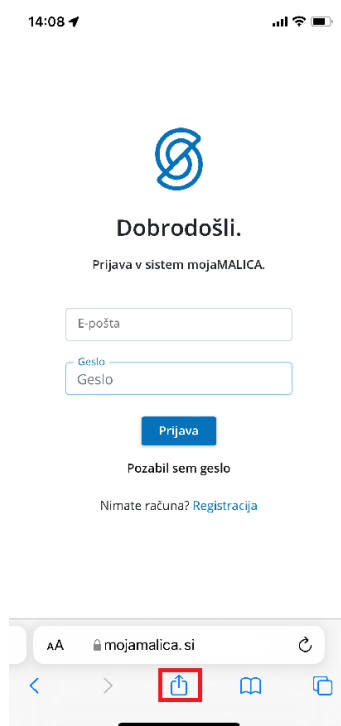 14:08
Dobrodošli.
Prijava v sistem mojaMALICA.
E-pošta
Geslo
Geslo
Prijava
Pozabil sem geslo
Nimate računa? Registracija
AA mojamalica.si